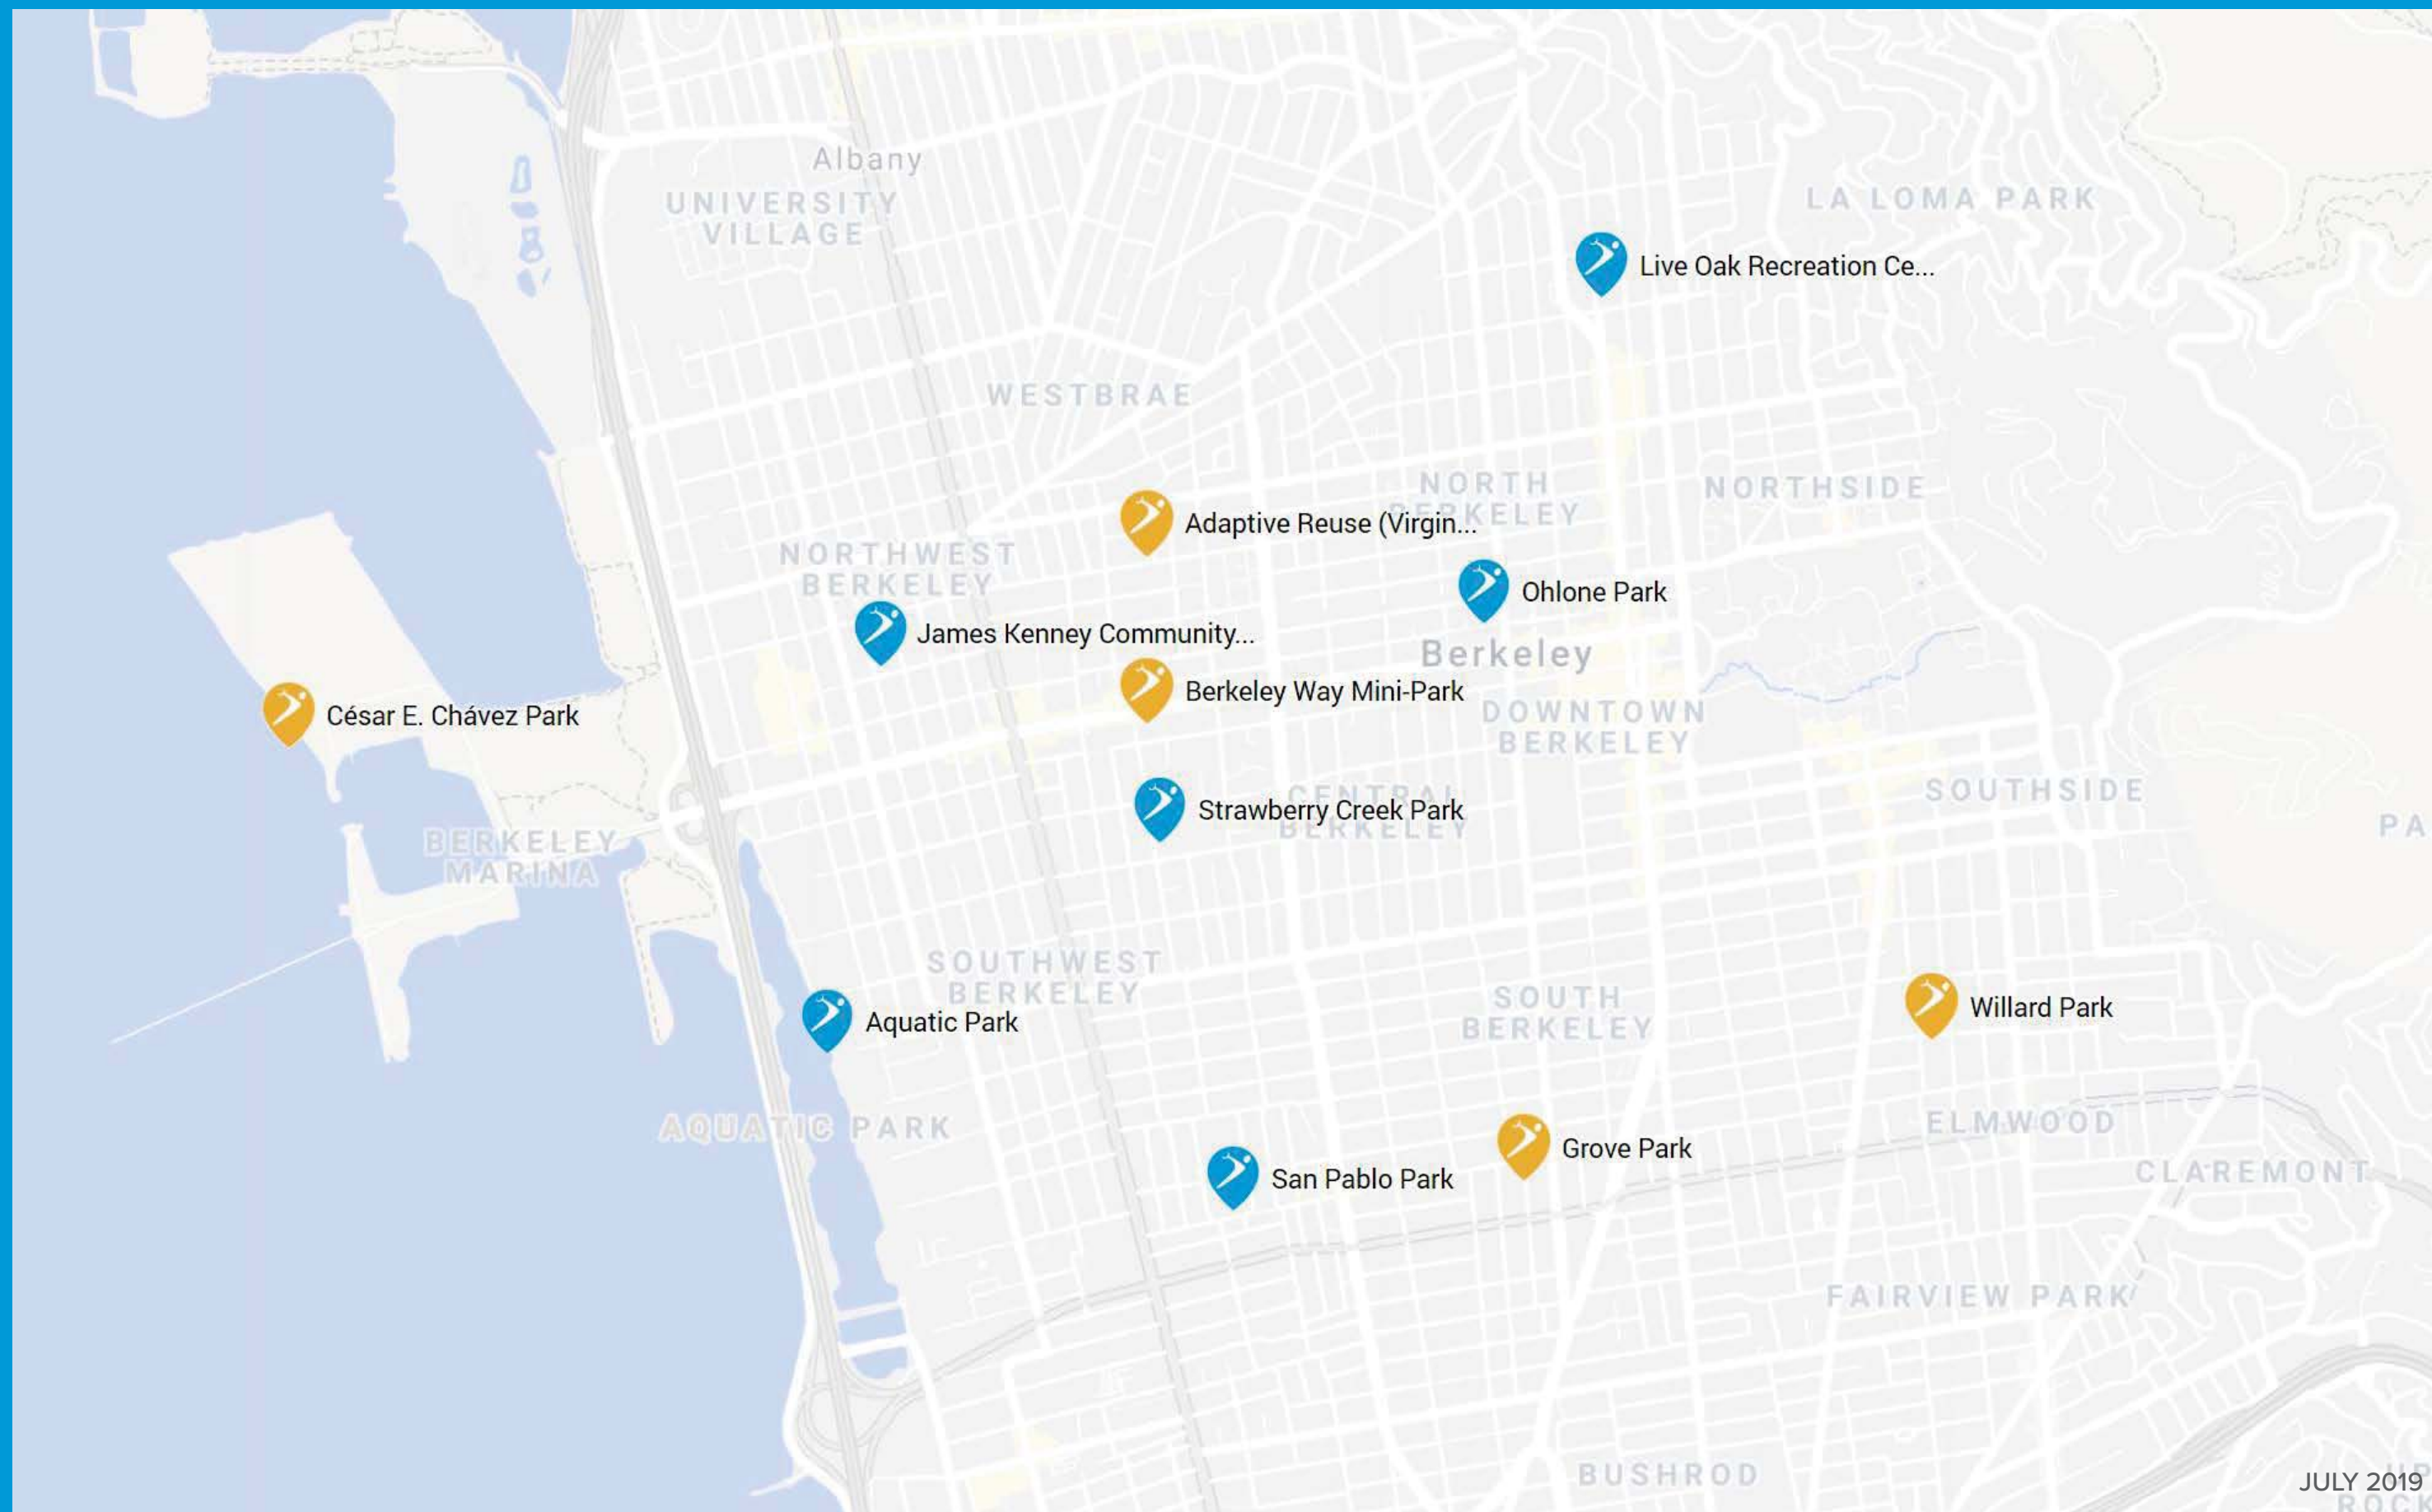 Albany
UNIVERSITY
VILLAGE
LA LOMA PARK
Live Oak Recreation Ce...
WESTBRAE
NORTH
BERKELEY
NORTHSIDE
Adaptive Reuse (Virgin...
NORTHWEST
BERKELEY
Ohlone Park
James Kenney Community...
Berkeley
Berkeley Way Mini-Park
César E. Chávez Park
DOWNTOWN
BERKELEY
SOUTHSIDE
CENTRAL
BERKELEY
Strawberry Creek Park
PA
BERKELEY
MARINA
SOUTHWEST
BERKELEY
SOUTH
BERKELEY
Willard Park
Aquatic Park
AQUATIC PARK
ELMWOOD
Grove Park
CLAREMONT
San Pablo Park
FAIRVIEW PARK
BUSHROD
JULY 2019